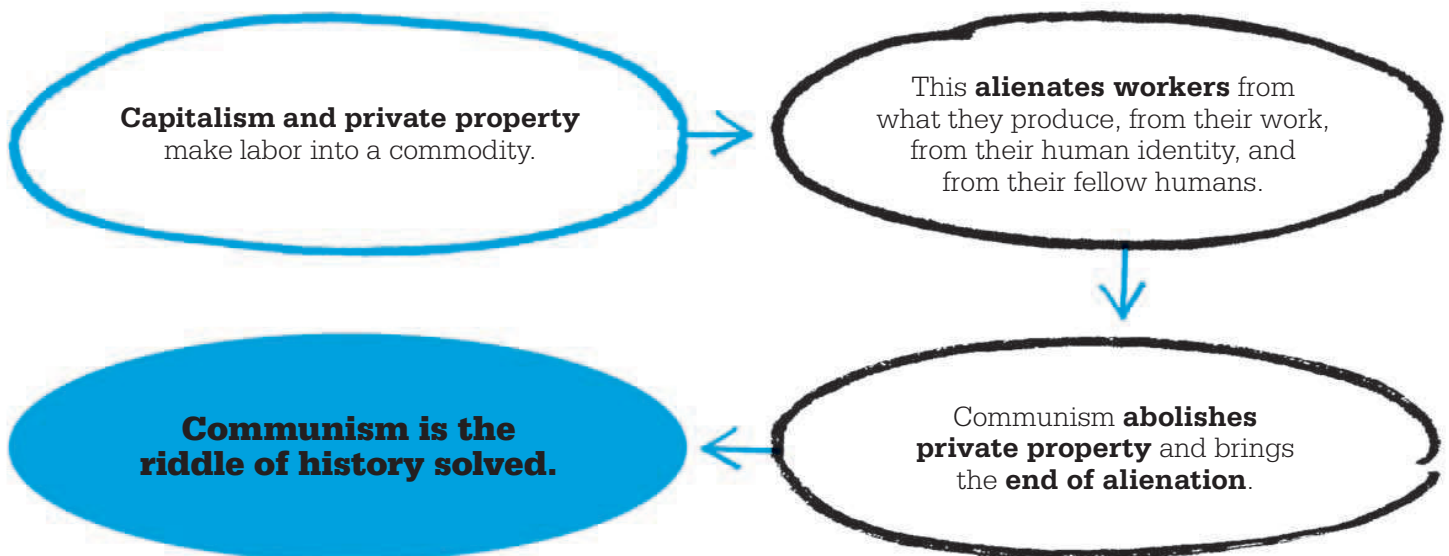 Capitalism and private property
make labor into a commodity.
This alienates workers from
what they produce, from their work,
from their human identity, and
from their fellow humans.
Communism abolishes
private property and brings
the end of alienation.
Communism is the
riddle of history solved.